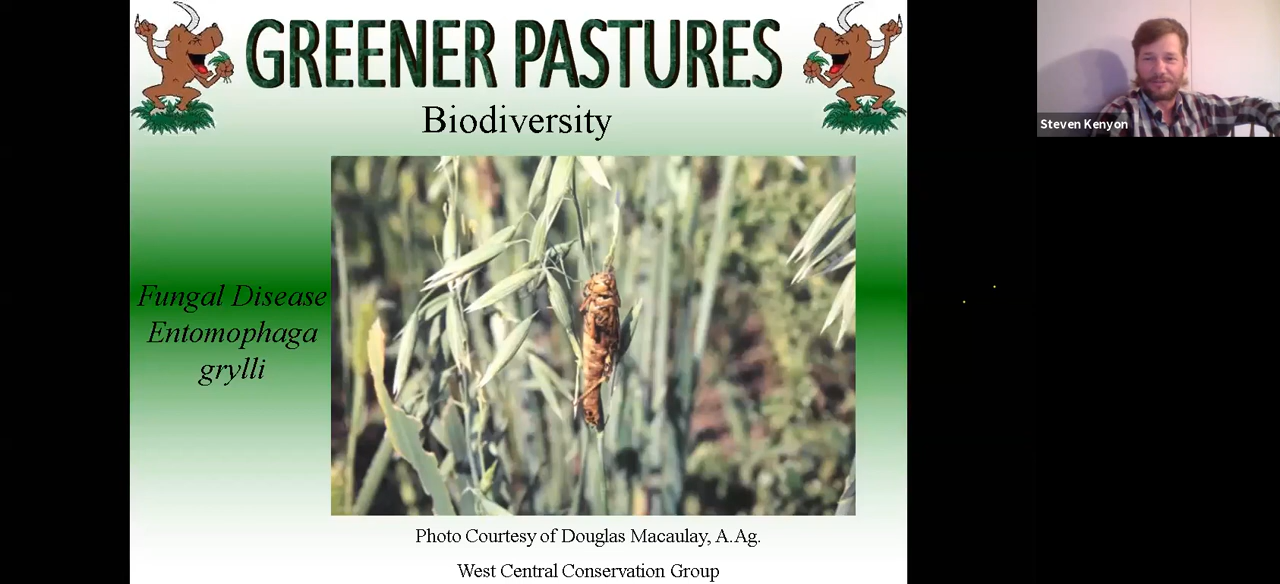 GREENER PASTURES
Biodiversity
Steven Kenyon
Fungal Disease
Entomophaga
grylli
Photo Courtesy of Douglas Macaulay, A.Ag.
West Central Conservation Group